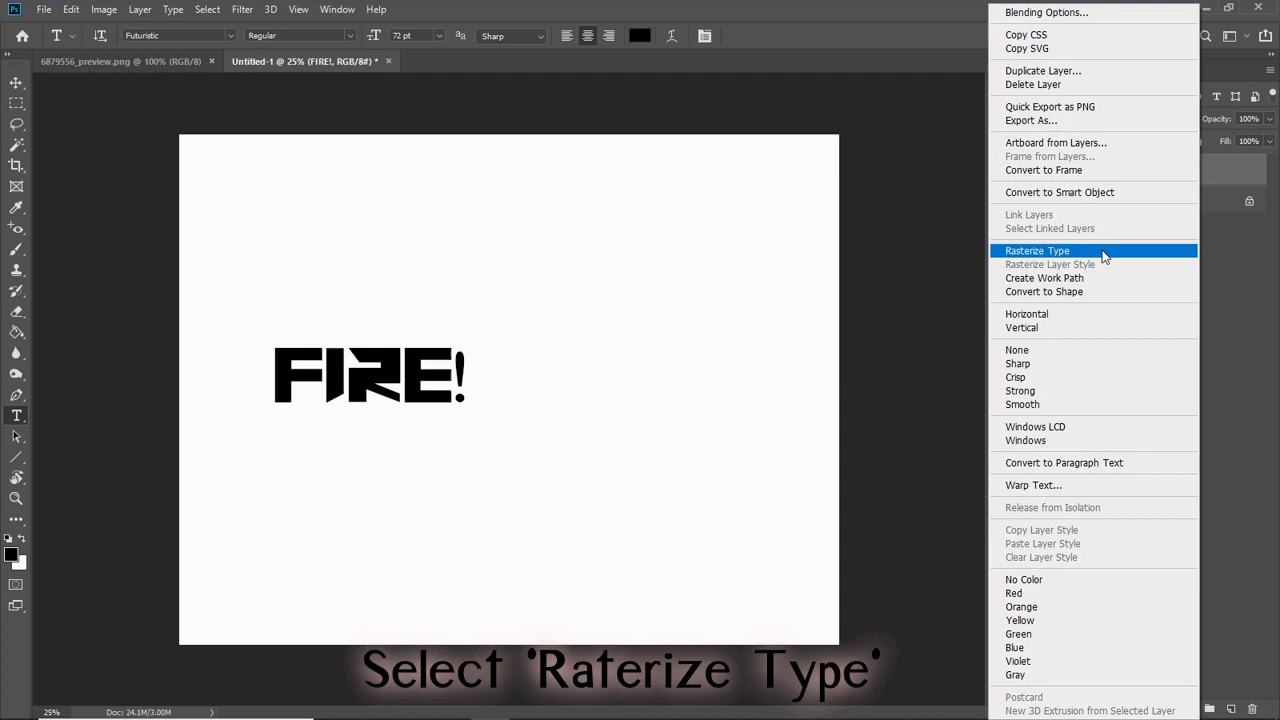 Ps File Edit Image Layer Type Select Filter 3D View Window Help
Futuristic Regular 72 pt Sharp
6879556_preview.png @ 100% (RGB/8) × Untitled-1 @ 25% (FIRE!, RGB/8#) * ×
Opacity: 100%
Fill: 100%
Blending Options...
Copy CSS
Copy SVG
Duplicate Layer...
Delete Layer
Quick Export as PNG
Export As...
Artboard from Layers...
Frame from Layers...
Convert to Frame
Convert to Smart Object
Link Layers
Select Linked Layers
Rasterize Type
Rasterize Layer Style
Create Work Path
Convert to Shape
Horizontal
Vertical
None
Sharp
Crisp
Strong
Smooth
Windows LCD
Windows
Convert to Paragraph Text
Warp Text...
Release from Isolation
Copy Layer Style
Paste Layer Style
Clear Layer Style
No Color
Red
Orange
Yellow
Green
Blue
Violet
Gray
Postcard
New 3D Extrusion from Selected Layer
FIRE!
Select 'Raterize Type'
25% Doc: 24.1M/3.00M